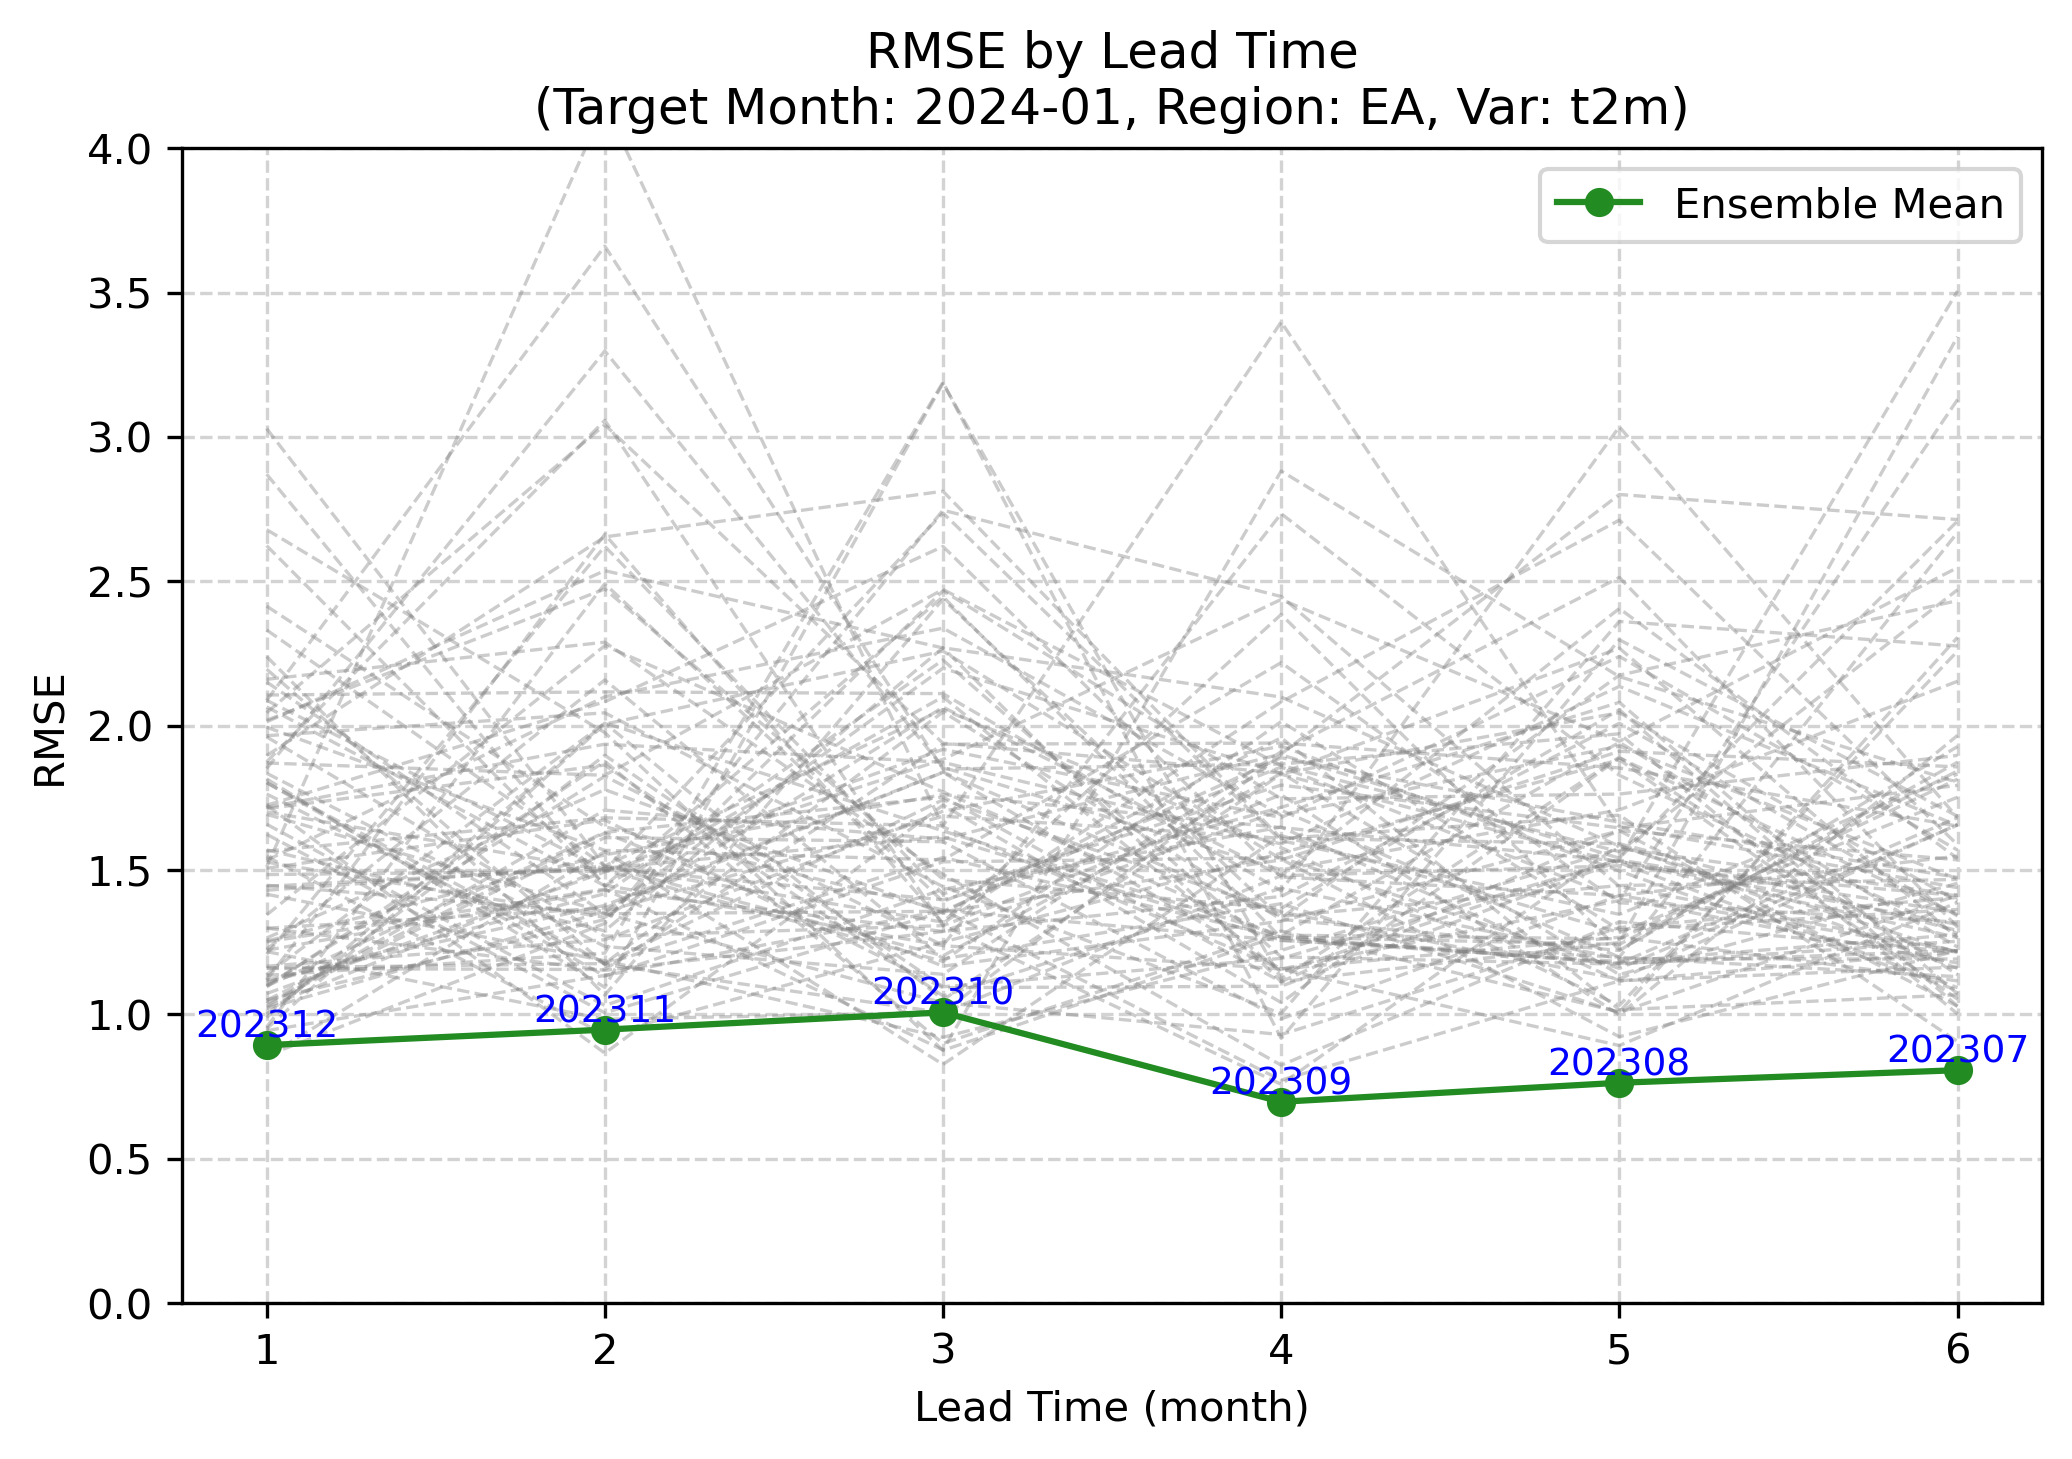 RMSE by Lead Time
(Target Month: 2024-01, Region: EA, Var: t2m)
Ensemble Mean
RMSE
4.0
3.5
3.0
2.5
2.0
1.5
1.0
0.5
0.0
202312
202311
202310
202309
202308
202307
1 2 3 4 5 6
Lead Time (month)